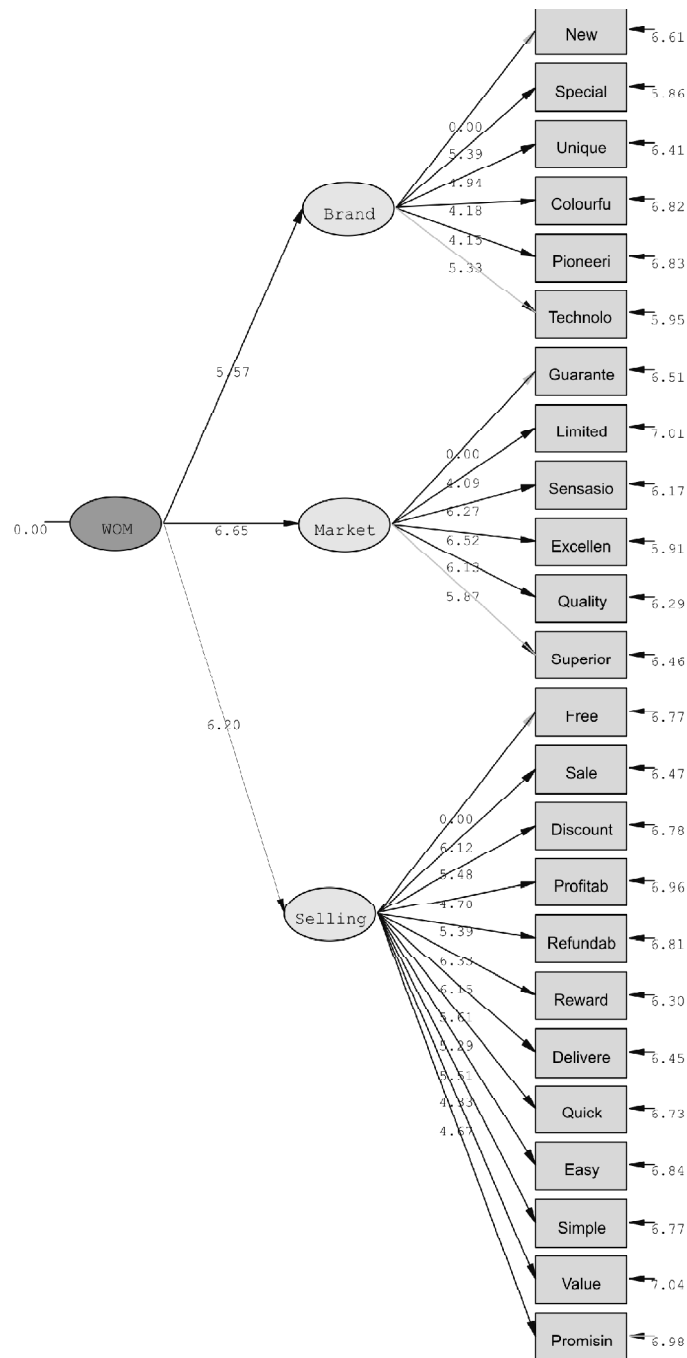 New 6.61
Special 5.86
0.00
Unique 6.41
5.39
4.94
Colourfu 6.82
Brand 4.18
4.15
Pioneeri 6.83
5.33
Technolo 5.95
5.57
Guarante 6.51
Limited 7.01
0.00
4.09
Sensasio 6.17
6.27
0.00 WOM 6.65 Market
6.52
Excellen 5.91
6.13
5.87
Quality 6.29
Superior 6.46
Free 6.77
6.20
Sale 6.47
0.00
Discount 6.78
6.12
5.48
Profitab 6.96
4.70
Selling
5.39
Refundab 6.81
6.33
6.15
Reward 6.30
5.61
5.29
Delivere 6.45
5.51
4.33
Quick 6.73
4.67
Easy 6.84
Simple 6.77
Value 7.04
Promisin 6.98